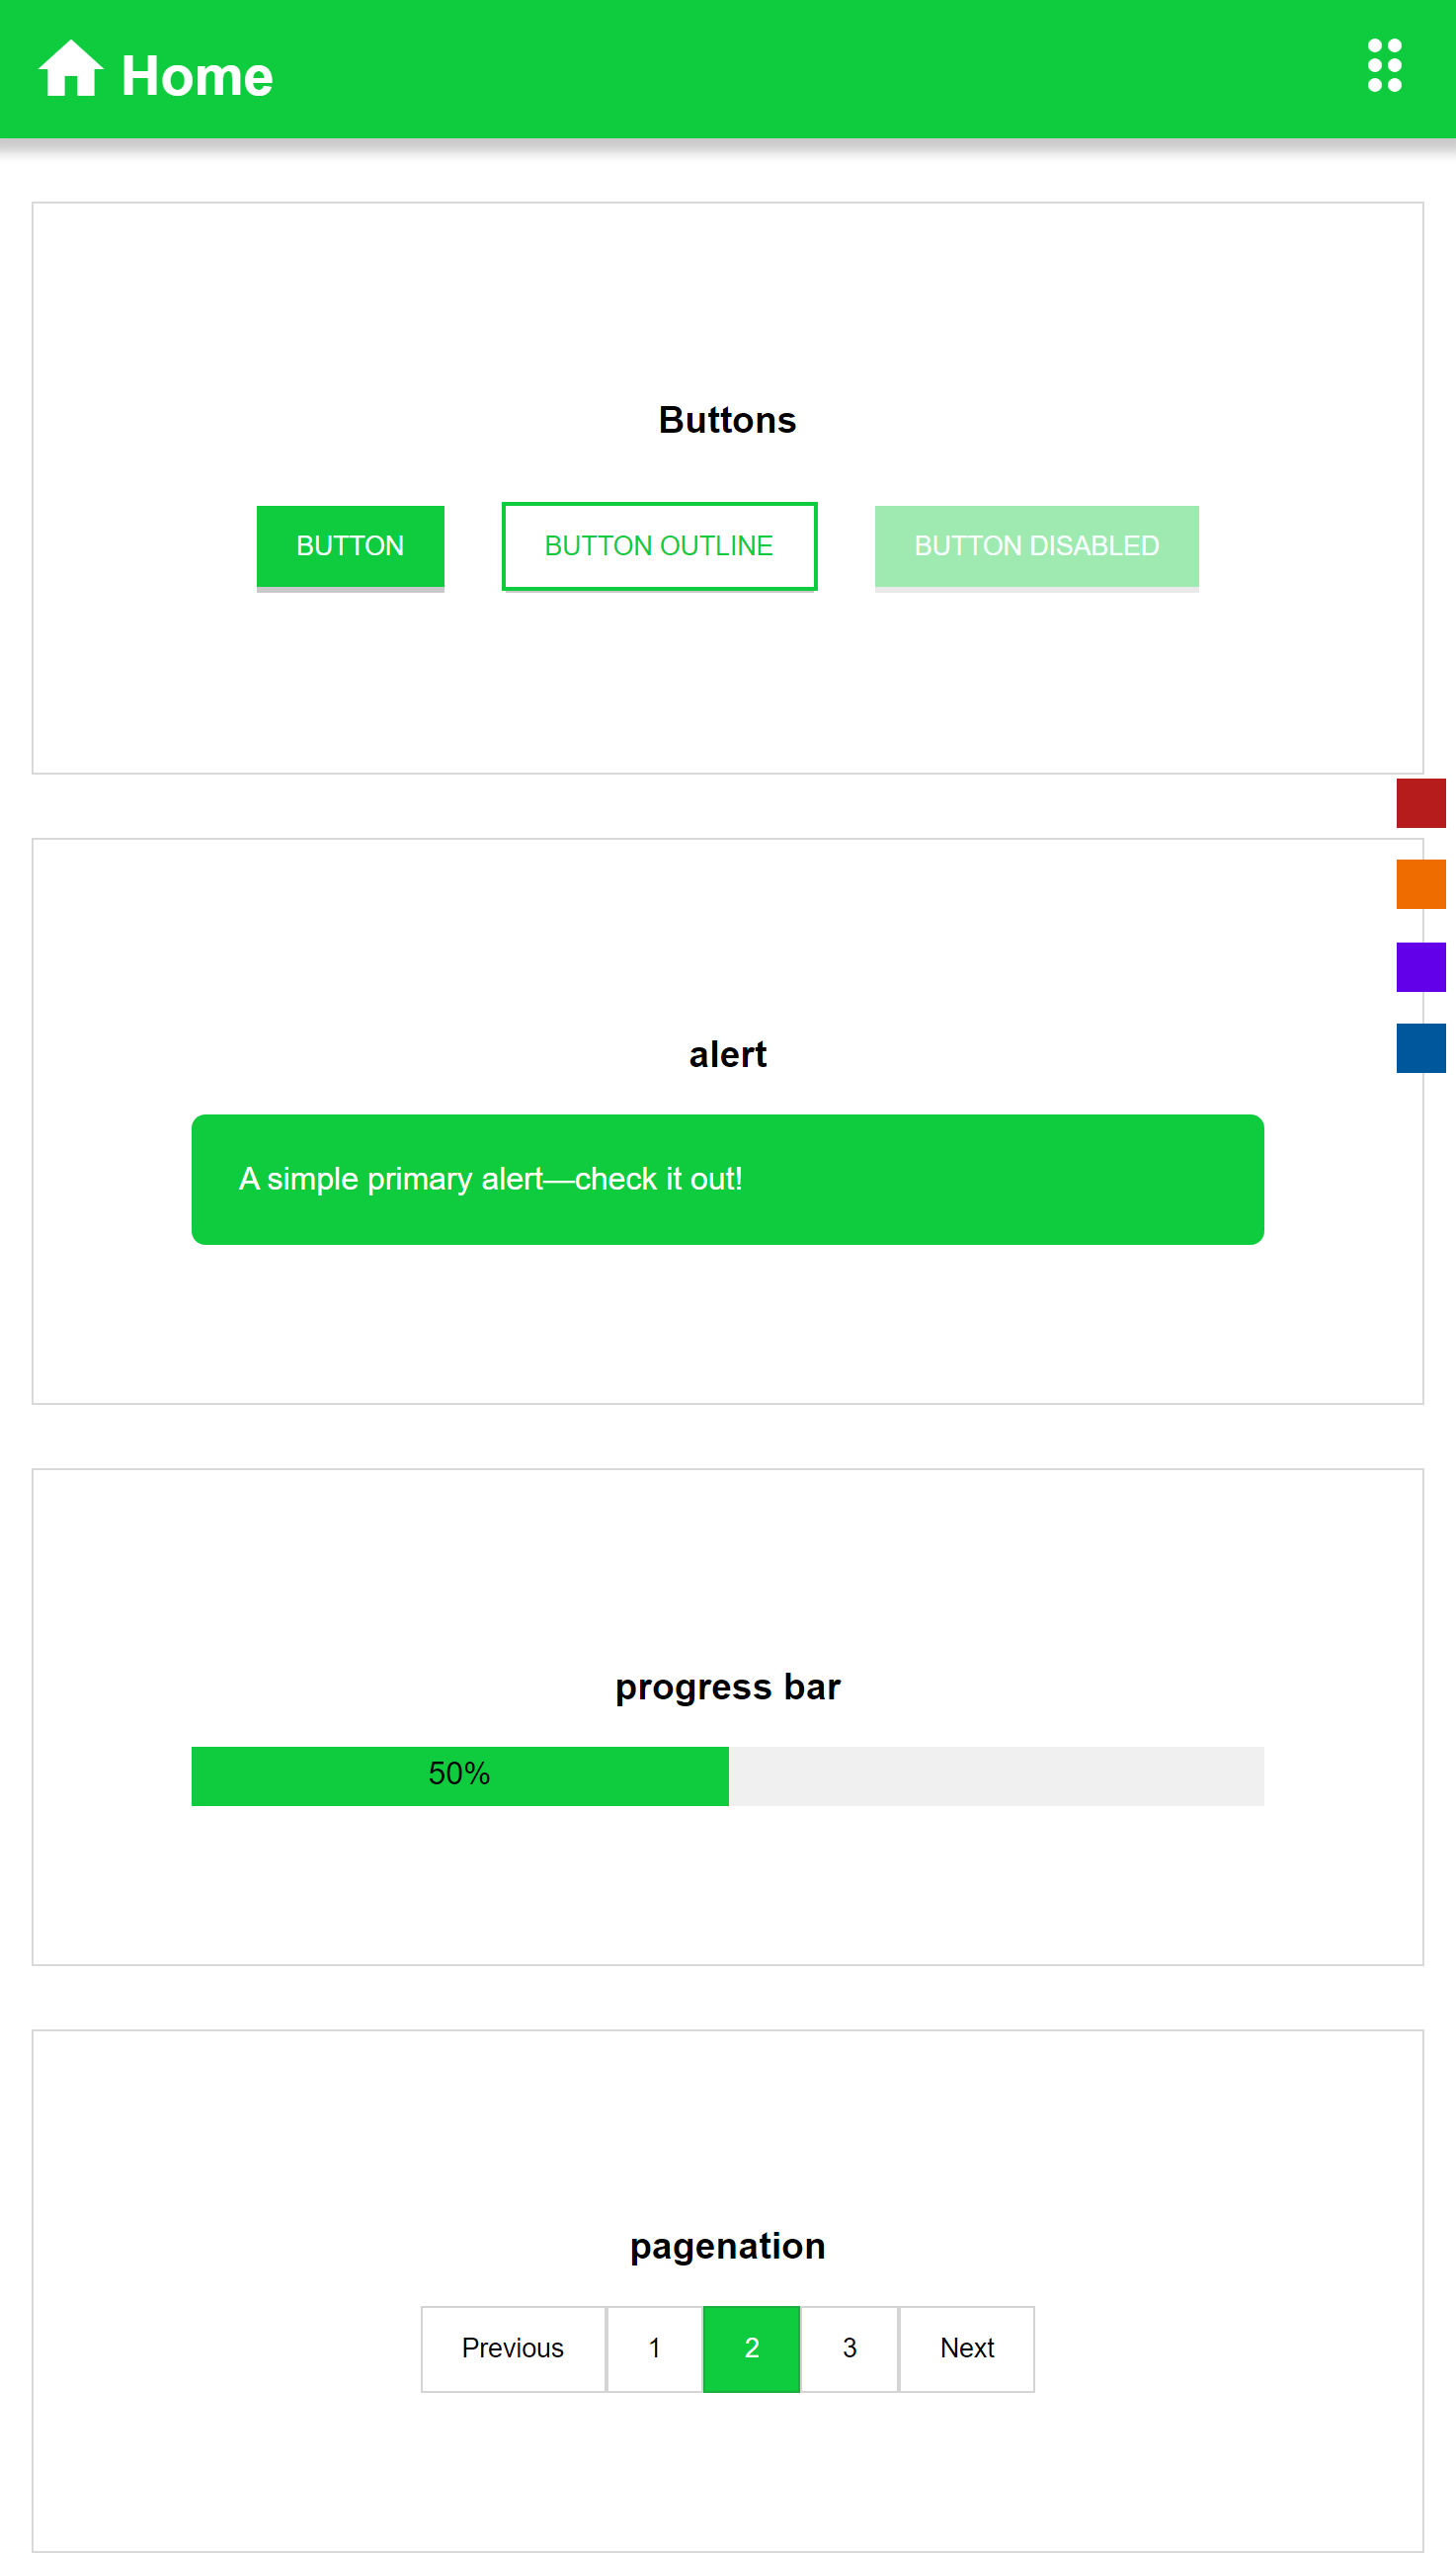 Home
Buttons
BUTTON BUTTON OUTLINE BUTTON DISABLED
alert
A simple primary alert—check it out!
progress bar
50%
pagenation
Previous 1 2 3 Next